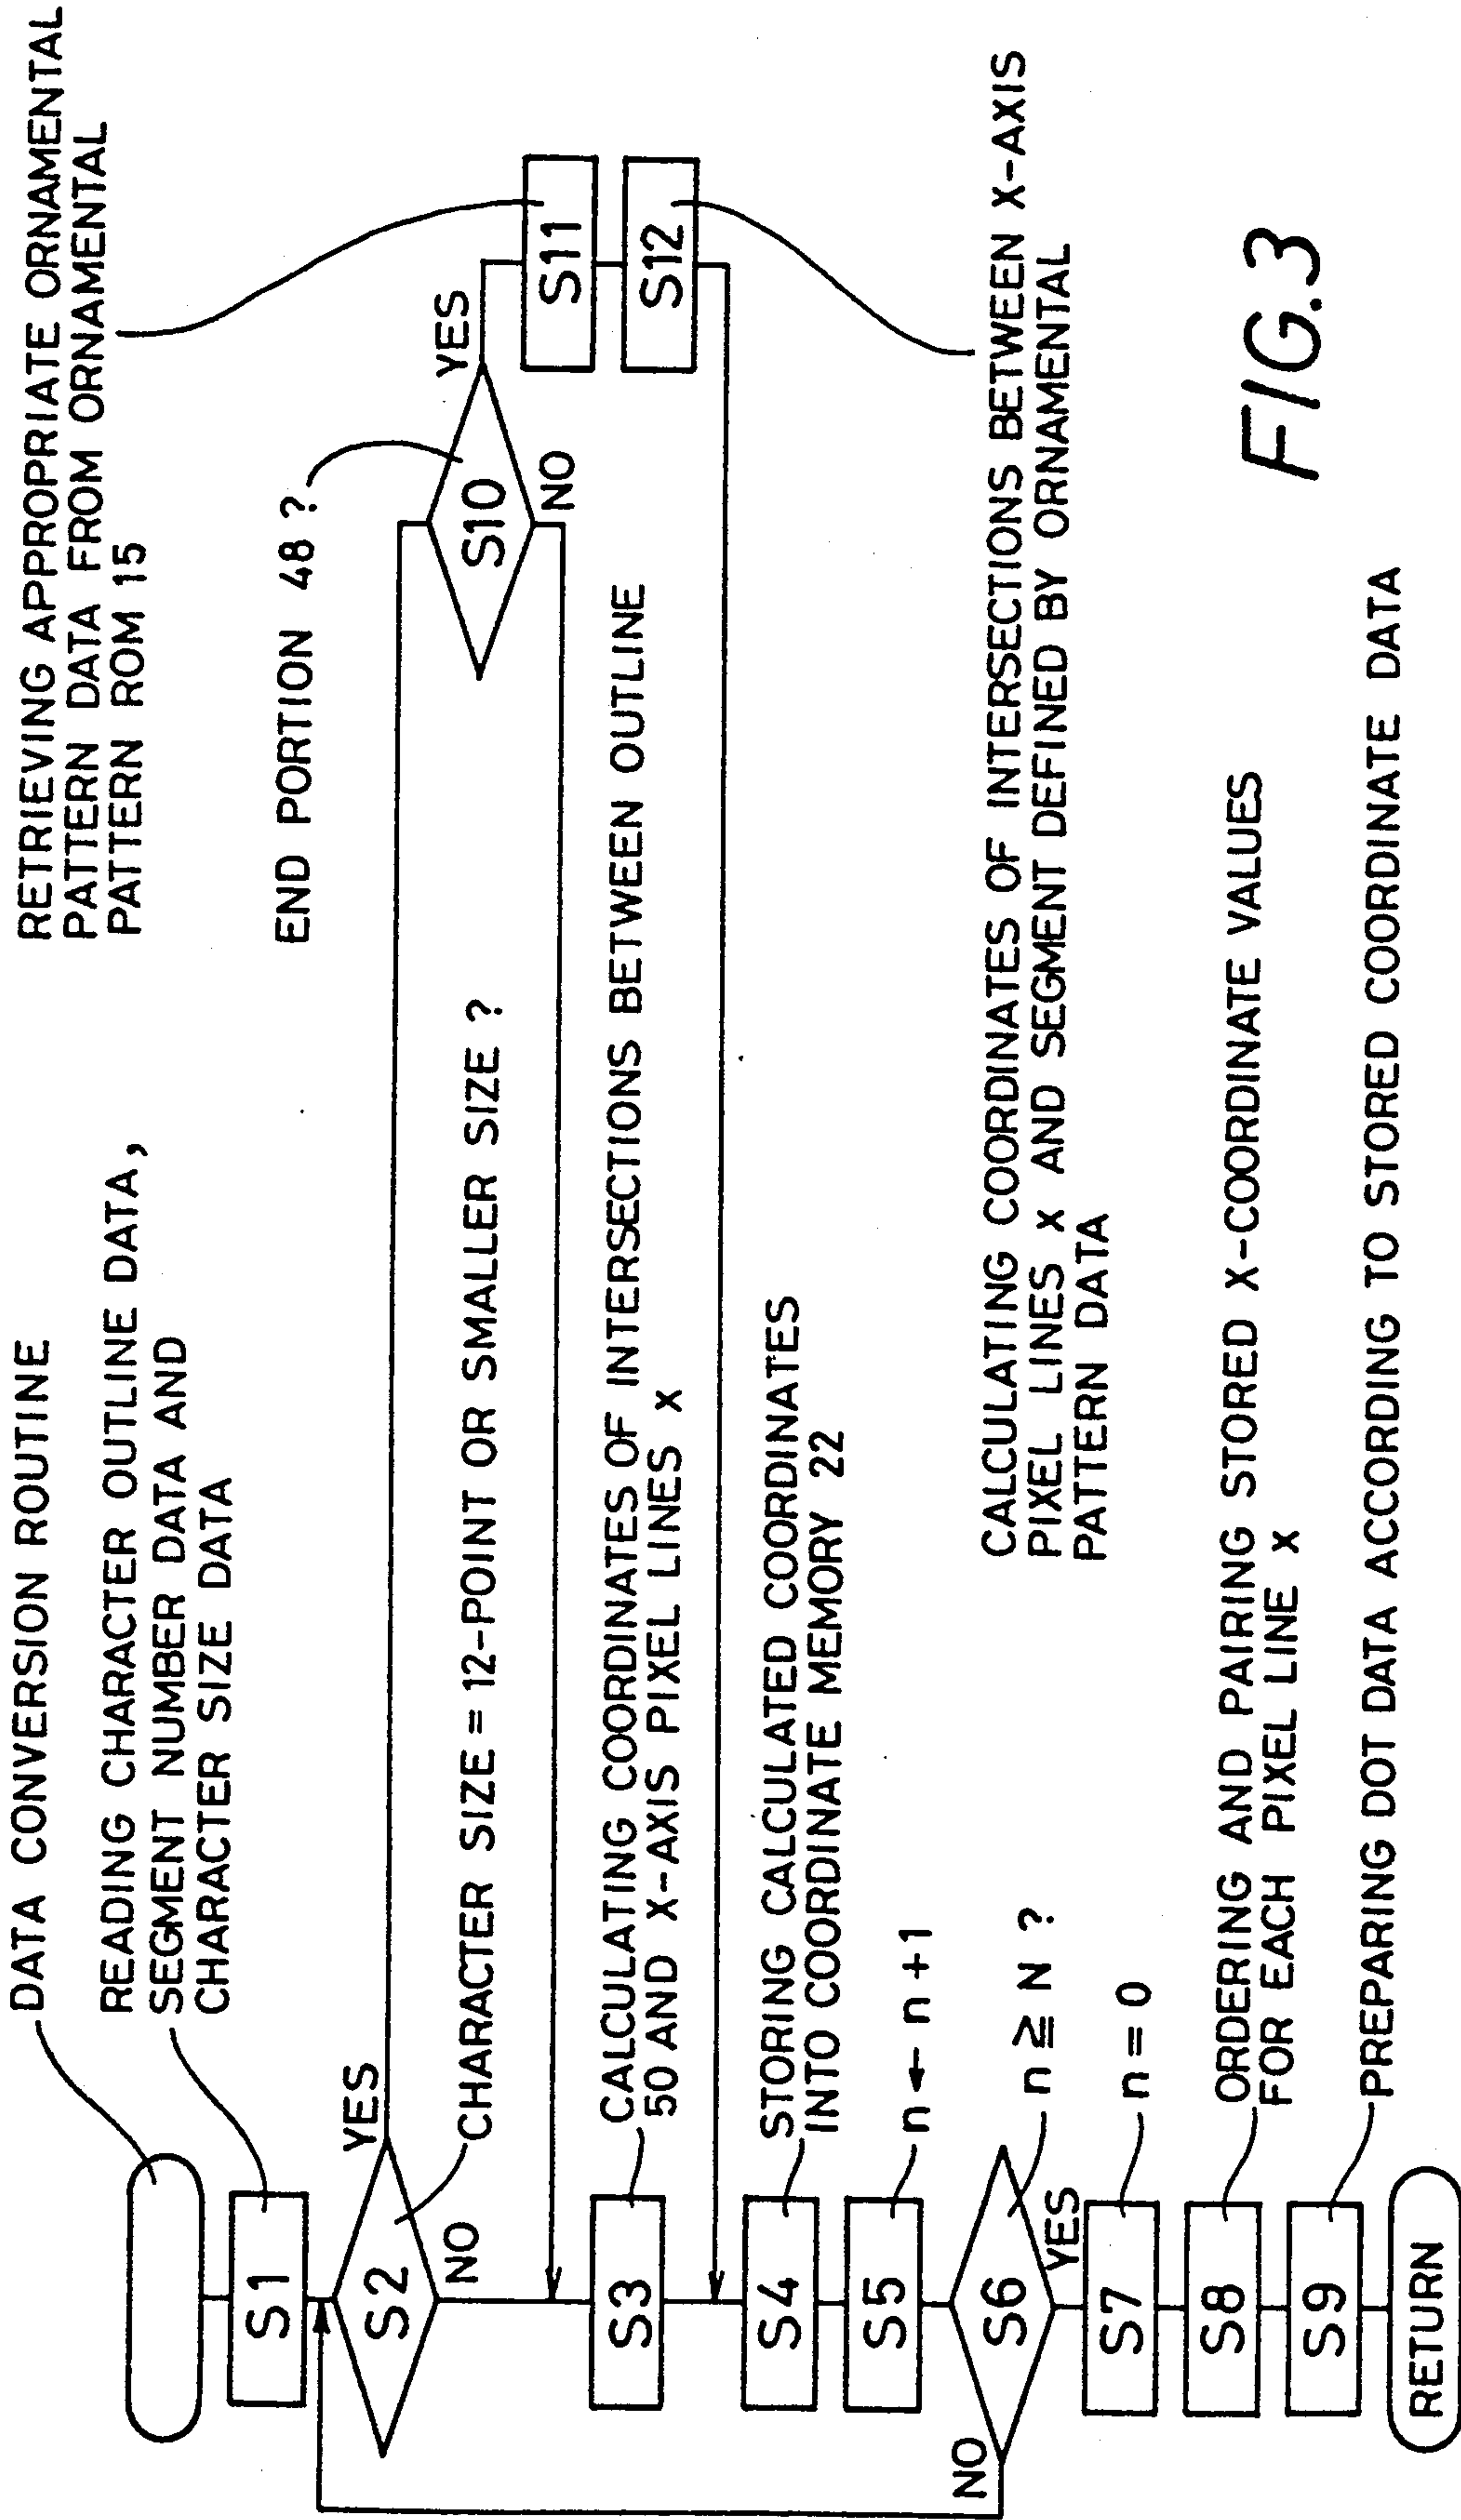 DATA CONVERSION ROUTINE
READING CHARACTER OUTLINE DATA,
SEGMENT NUMBER DATA AND
CHARACTER SIZE DATA
S1
YES
S2
CHARACTER SIZE = 12-POINT OR SMALLER SIZE ?
NO
RETRIEVING APPROPRIATE ORNAMENTAL
PATTERN DATA FROM ORNAMENTAL
PATTERN ROM 15
END PORTION 48 ?
YES
S10
NO
S11
S12
CALCULATING COORDINATES OF INTERSECTIONS BETWEEN OUTLINE
50 AND X-AXIS PIXEL LINES x
S3
STORING CALCULATED COORDINATES
INTO COORDINATE MEMORY 22
S4
n ← n + 1
S5
n ≧ N ?
S6
NO
YES
CALCULATING COORDINATES OF INTERSECTIONS BETWEEN X-AXIS
PIXEL LINES x AND SEGMENT DEFINED BY ORNAMENTAL
PATTERN DATA
n = 0
S7
ORDERING AND PAIRING STORED X-COORDINATE VALUES
FOR EACH PIXEL LINE x
S8
PREPARING DOT DATA ACCORDING TO STORED COORDINATE DATA
S9
RETURN
FIG.3